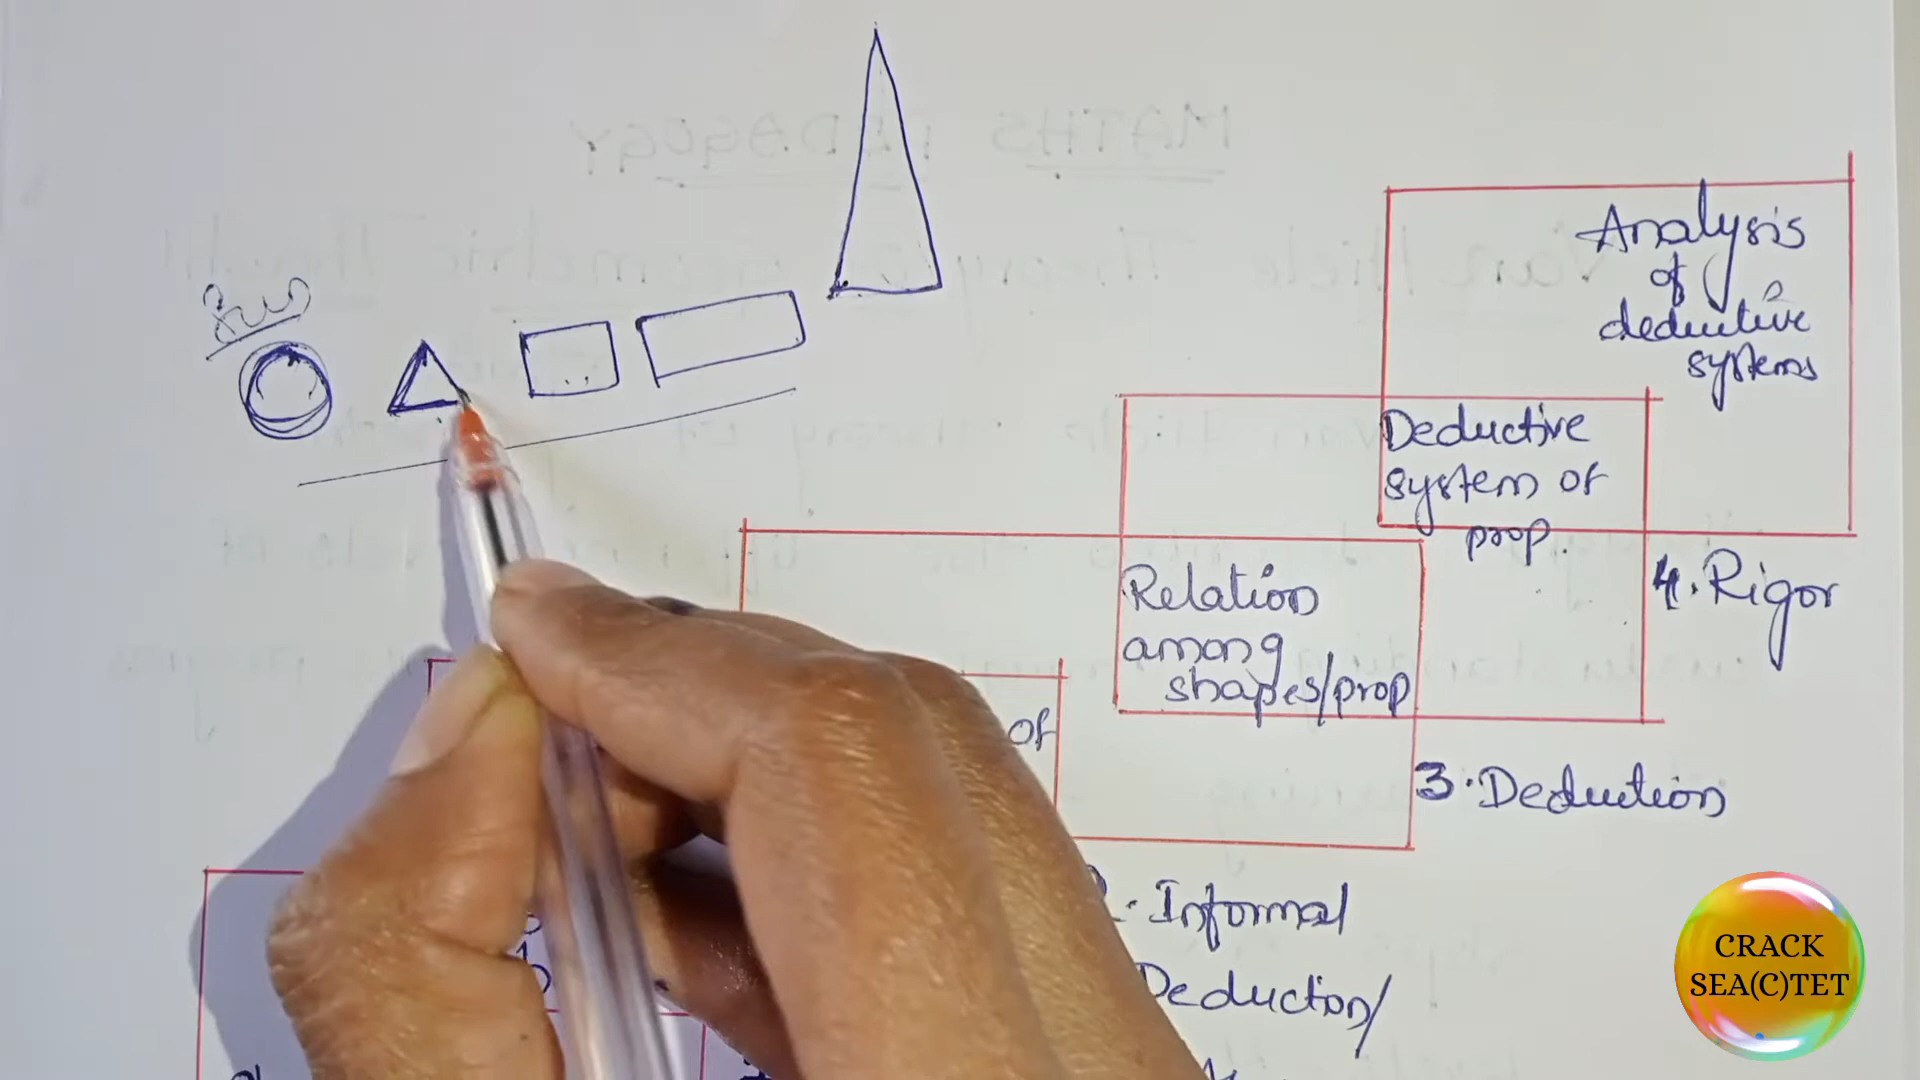 Analysis
of
deductive
systems
Deductive
system of
prop.
4. Rigor
Relation
among
shapes/prop
of
3. Deduction
2. Informal
Deduction/
CRACK
SEA(C)TET